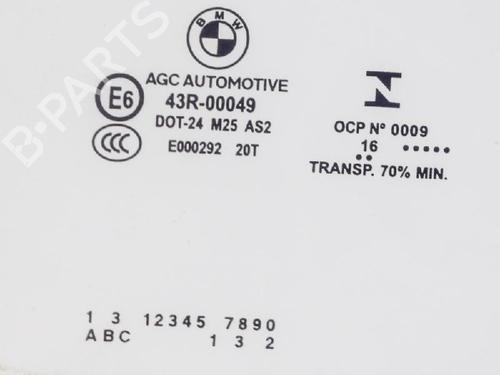 BMW
AGC AUTOMOTIVE
E6 43R-00049
DOT-24 M25 AS2
CCC E000292 20T
N
OCP Nº 0009
16 .....
..
TRANSP. 70% MIN.
1 3 12345 7890
ABC 1 3 2
B-PARTS